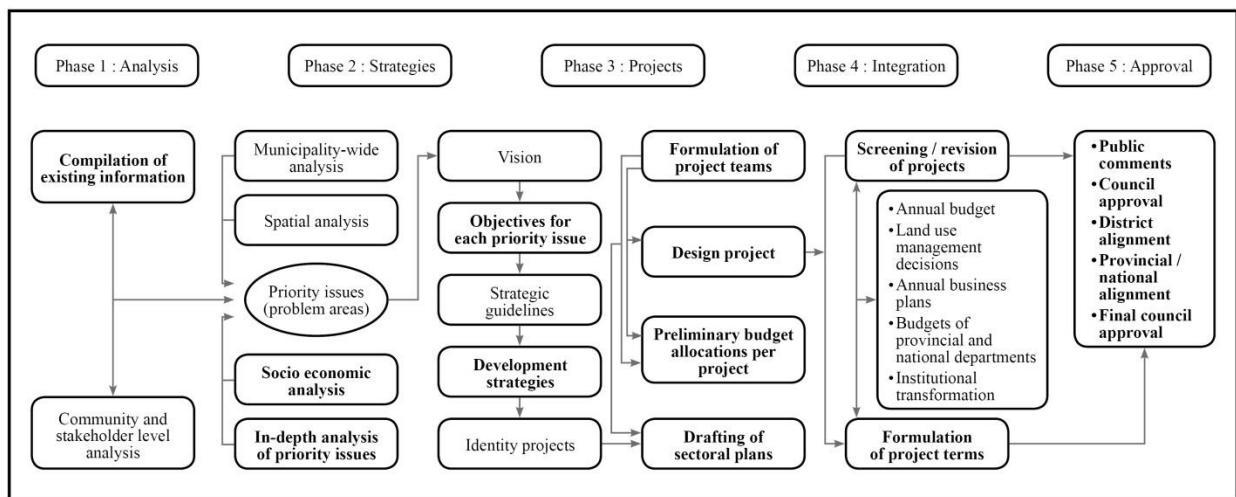 Phase 1 : Analysis
Phase 2 : Strategies
Phase 3 : Projects
Phase 4 : Integration
Phase 5 : Approval
Compilation of
existing information
Community and
stakeholder level
analysis
Municipality-wide
analysis
Spatial analysis
Priority issues
(problem areas)
Socio economic
analysis
In-depth analysis
of priority issues
Vision
Objectives for
each priority issue
Strategic
guidelines
Development
strategies
Identity projects
Formulation of
project teams
Design project
Preliminary budget
allocations per
project
Drafting of
sectoral plans
Screening / revision
of projects
•Annual budget
•Land use
management
decisions
•Annual business
plans
•Budgets of
provincial and
national departments
•Institutional
transformation
Formulation
of project terms
•Public
comments
•Council
approval
•District
alignment
•Provincial /
national
alignment
•Final council
approval